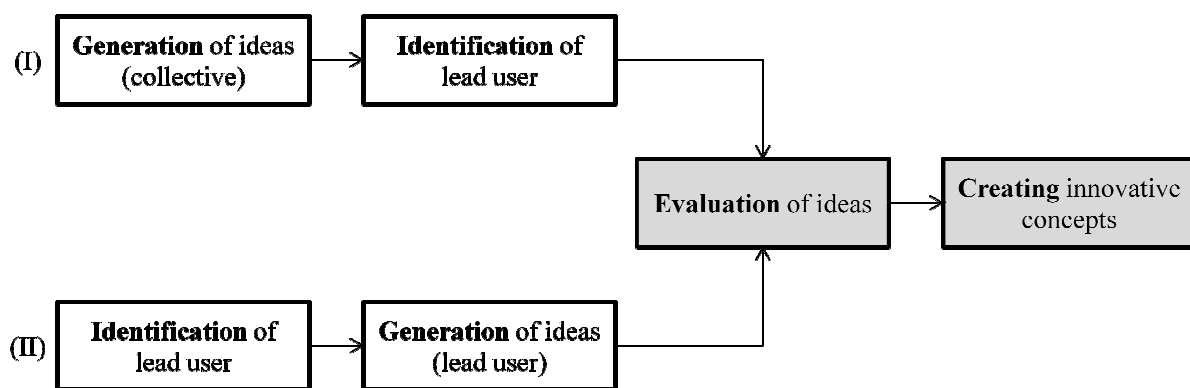 (I)
Generation of ideas
(collective)
Identification of
lead user
Evaluation of ideas
Creating innovative
concepts
(II)
Identification of
lead user
Generation of ideas
(lead user)